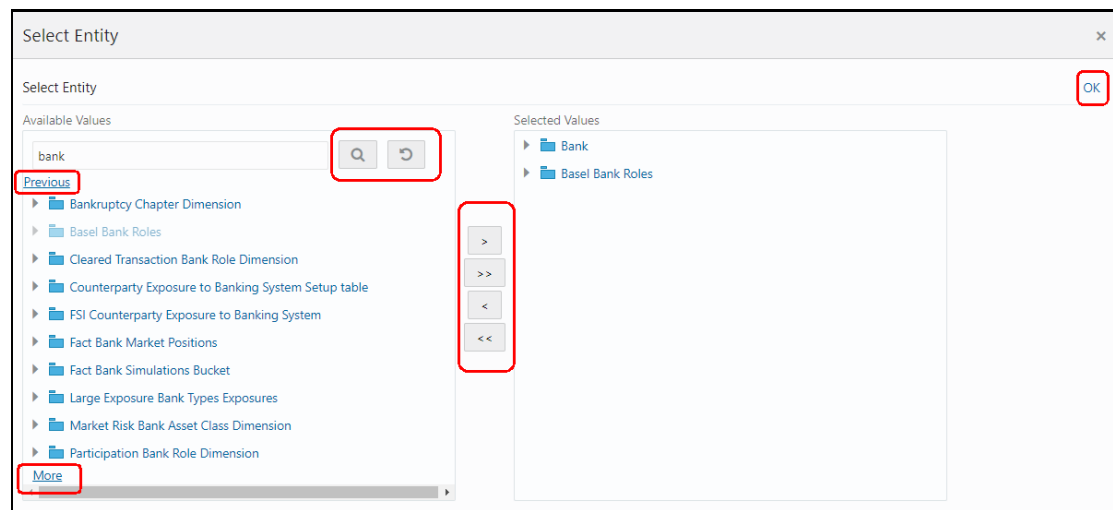 Select Entity
×
Select Entity
OK
Available Values
Selected Values
bank
Previous
Bankruptcy Chapter Dimension
Basel Bank Roles
Cleared Transaction Bank Role Dimension
Counterparty Exposure to Banking System Setup table
FSI Counterparty Exposure to Banking System
Fact Bank Market Positions
Fact Bank Simulations Bucket
Large Exposure Bank Types Exposures
Market Risk Bank Asset Class Dimension
Participation Bank Role Dimension
More
>
>>
<
<<
Bank
Basel Bank Roles